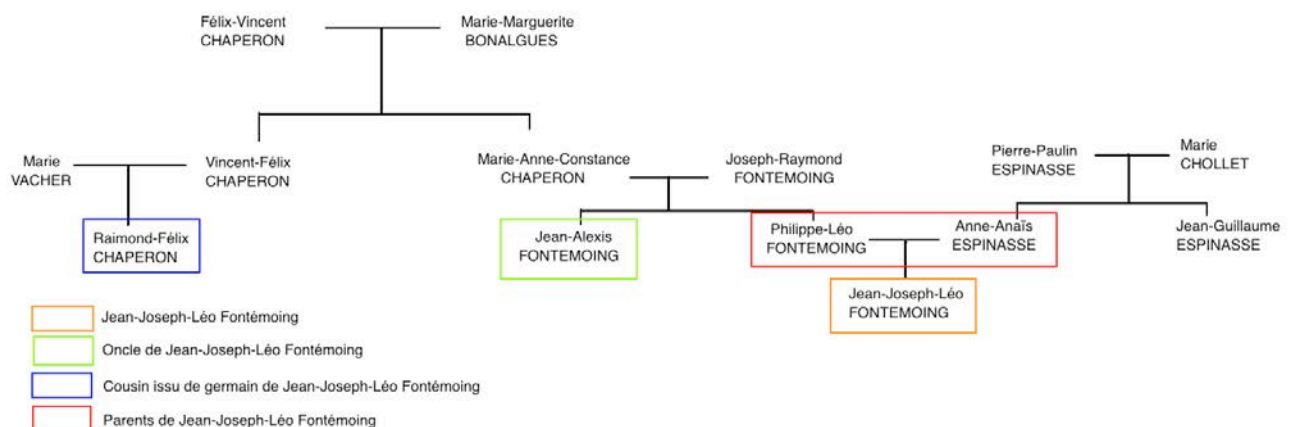 Félix-Vincent
CHAPERON
Marie-Marguerite
BONALGUES
Marie
VACHER
Vincent-Félix
CHAPERON
Marie-Anne-Constance
CHAPERON
Joseph-Raymond
FONTEMOING
Pierre-Paulin
ESPINASSE
Marie
CHOLLET
Raimond-Félix
CHAPERON
Jean-Alexis
FONTEMOING
Philippe-Léo
FONTEMOING
Anne-Anaïs
ESPINASSE
Jean-Guillaume
ESPINASSE
Jean-Joseph-Léo
FONTEMOING
Jean-Joseph-Léo Fontémoing
Oncle de Jean-Joseph-Léo Fontémoing
Cousin issu de germain de Jean-Joseph-Léo Fontémoing
Parents de Jean-Joseph-Léo Fontémoing